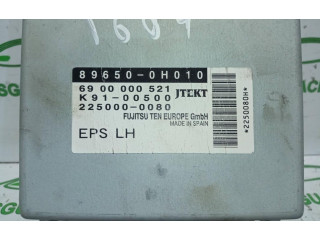 1609
89650-0H010
69 00 000 521 JTEKT
K91-00500
225000-0080
FUJITSU TEN EUROPE GmbH
MADE IN SPAIN
EPS LH
*2250080H*